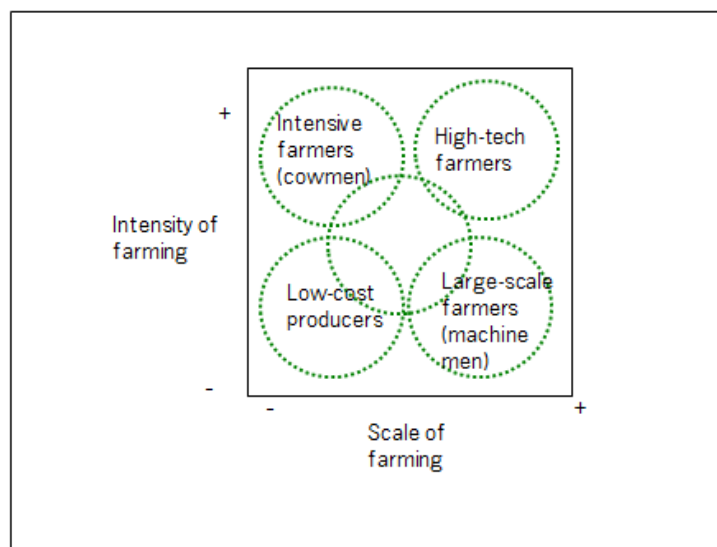 +
Intensive
farmers
(cowmen)
High-tech
farmers
Intensity of
farming
Low-cost
producers
Large-scale
farmers
(machine
men)
-
-
+
Scale of
farming